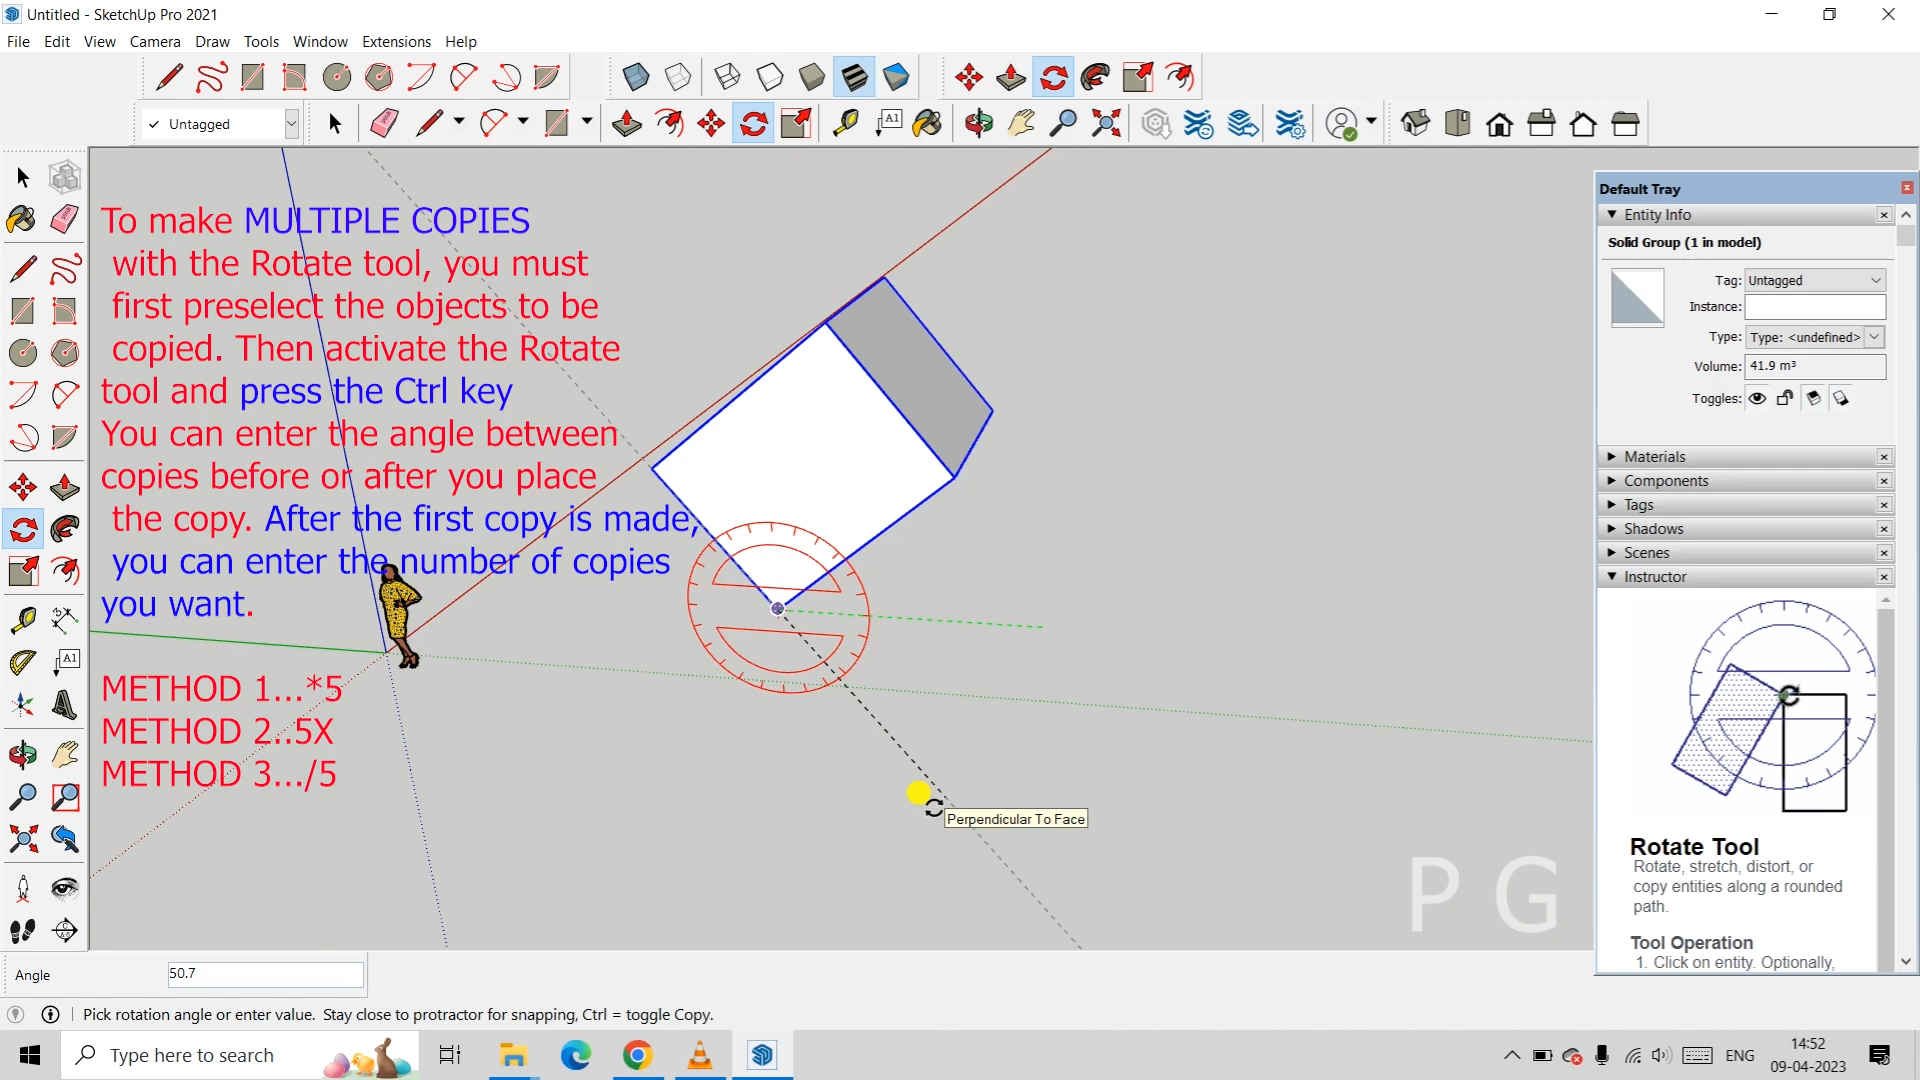 Untitled - SketchUp Pro 2021
File Edit View Camera Draw Tools Window Extensions Help
✓ Untagged
To make MULTIPLE COPIES
with the Rotate tool, you must
first preselect the objects to be
copied. Then activate the Rotate
tool and press the Ctrl key
You can enter the angle between
copies before or after you place
the copy. After the first copy is made,
you can enter the number of copies
you want.
METHOD 1...*5
METHOD 2..5X
METHOD 3.../5
Perpendicular To Face
P G
Default Tray
Entity Info
Solid Group (1 in model)
Tag: Untagged
Instance:
Type: Type: <undefined>
Volume: 41.9 m³
Toggles:
Materials
Components
Tags
Shadows
Scenes
Instructor
Rotate Tool
Rotate, stretch, distort, or
copy entities along a rounded
path.
Tool Operation
1. Click on entity. Optionally,
Angle 50.7
Pick rotation angle or enter value. Stay close to protractor for snapping, Ctrl = toggle Copy.
Type here to search
ENG
14:52
09-04-2023